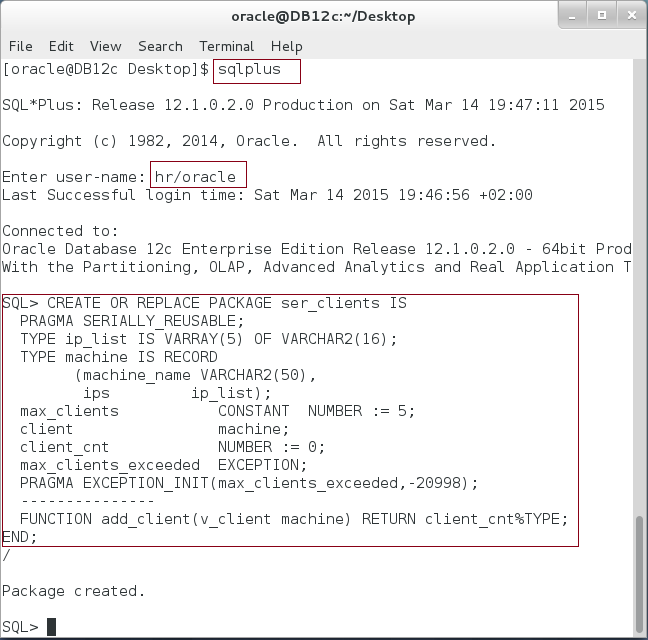 oracle@DB12c:~/Desktop
File Edit View Search Terminal Help
[oracle@DB12c Desktop]$ sqlplus
SQL*Plus: Release 12.1.0.2.0 Production on Sat Mar 14 19:47:11 2015
Copyright (c) 1982, 2014, Oracle.  All rights reserved.
Enter user-name: hr/oracle
Last Successful login time: Sat Mar 14 2015 19:46:56 +02:00
Connected to:
Oracle Database 12c Enterprise Edition Release 12.1.0.2.0 - 64bit Prod
With the Partitioning, OLAP, Advanced Analytics and Real Application T
SQL> CREATE OR REPLACE PACKAGE ser_clients IS
  PRAGMA SERIALLY_REUSABLE;
  TYPE ip_list IS VARRAY(5) OF VARCHAR2(16);
  TYPE machine IS RECORD
        (machine_name VARCHAR2(50),
         ips         ip_list);
  max_clients           CONSTANT  NUMBER := 5;
  client                machine;
  client_cnt            NUMBER := 0;
  max_clients_exceeded  EXCEPTION;
  PRAGMA EXCEPTION_INIT(max_clients_exceeded,-20998);
  ---------------
  FUNCTION add_client(v_client machine) RETURN client_cnt%TYPE;
END;
/
Package created.
SQL>